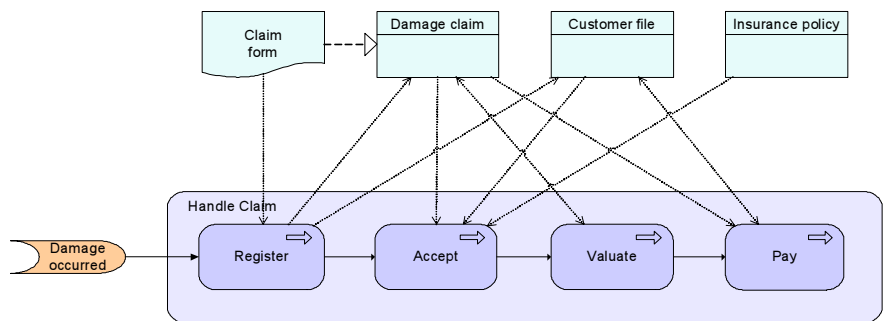 Claim
form
Damage claim
Customer file
Insurance policy
Handle Claim
Damage
occurred
Register
Accept
Valuate
Pay